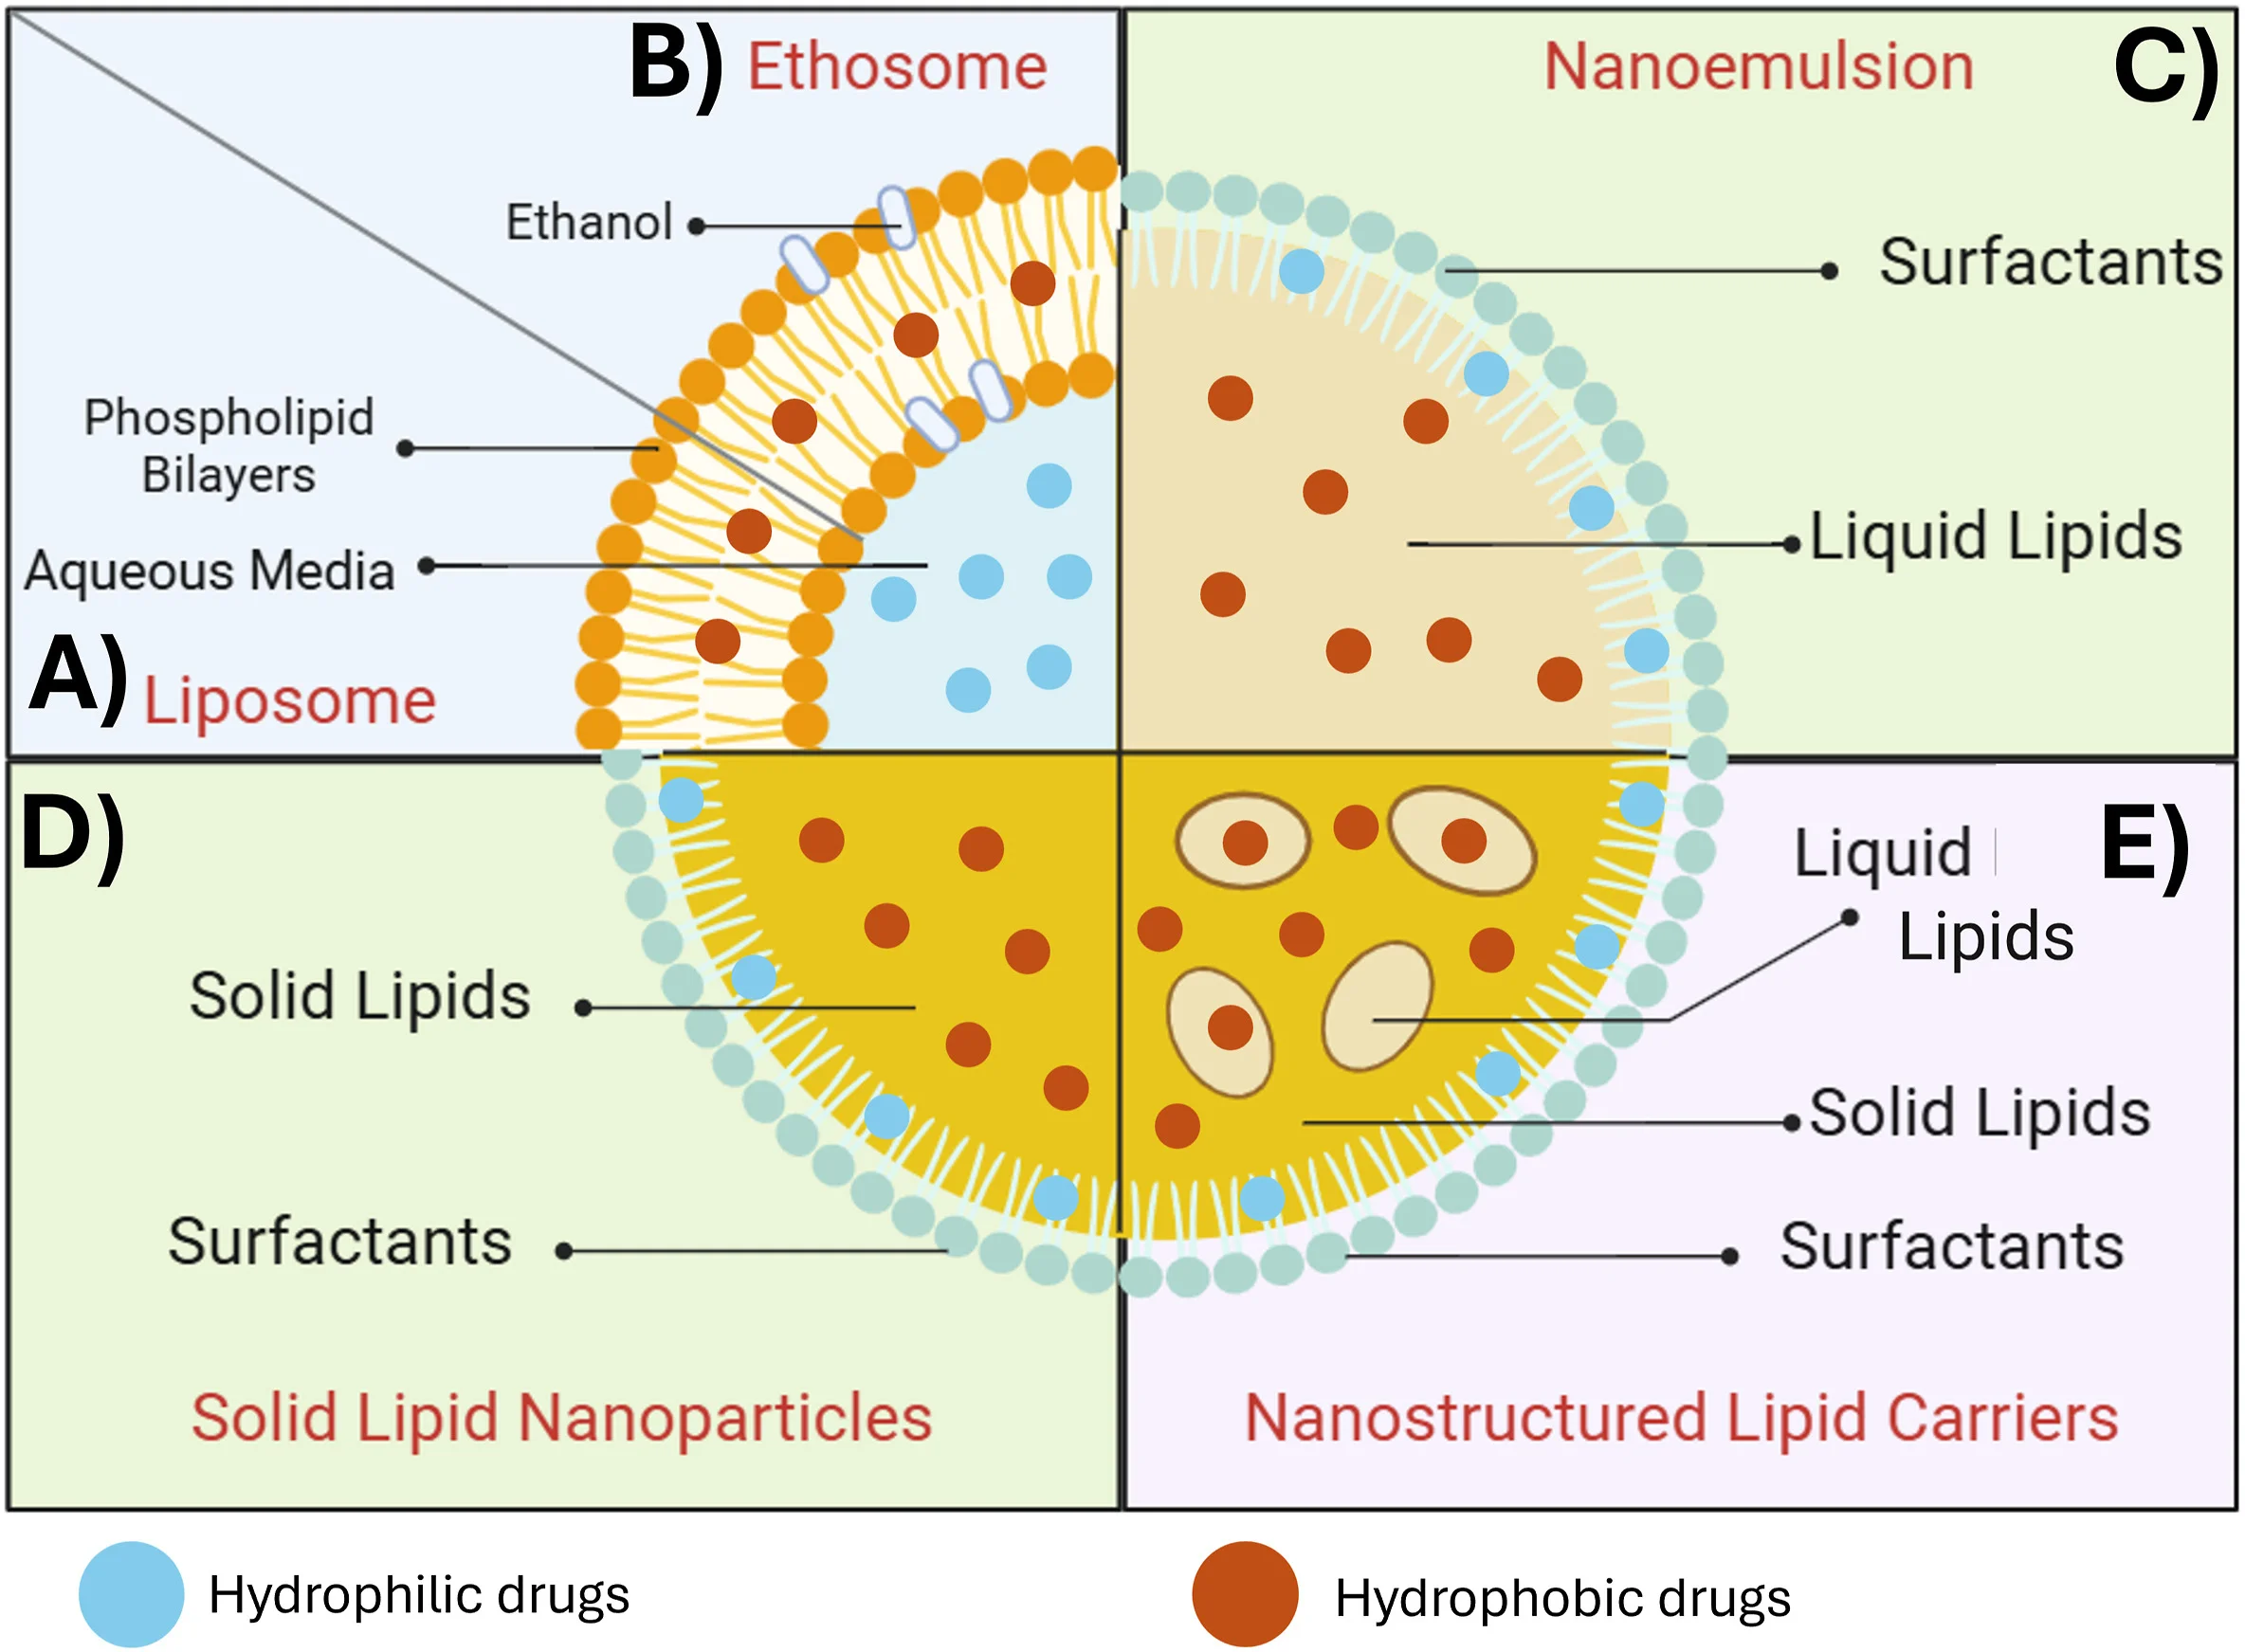 B) Ethosome
Nanoemulsion C)
Ethanol
Surfactants
Phospholipid
Bilayers
Liquid Lipids
Aqueous Media
A) Liposome
D)
E)
Liquid
Lipids
Solid Lipids
Solid Lipids
Surfactants
Surfactants
Solid Lipid Nanoparticles
Nanostructured Lipid Carriers
Hydrophilic drugs
Hydrophobic drugs